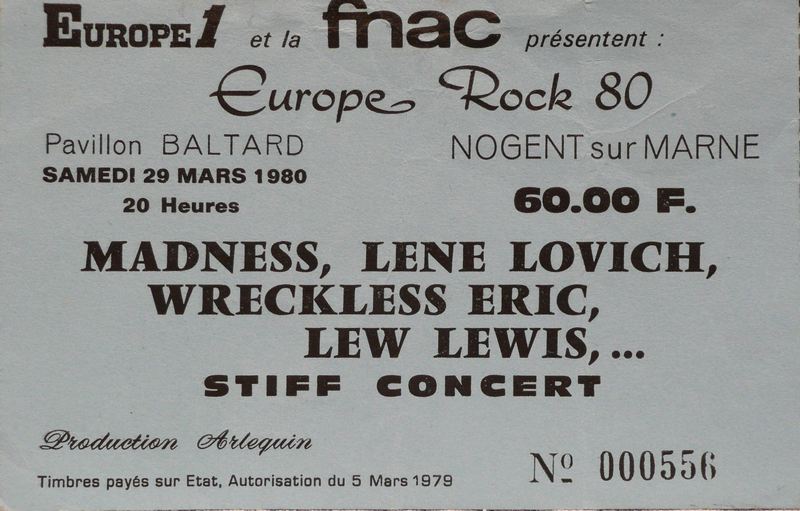 EUROPE 1 et la fnac présentent :
Europe Rock 80
Pavillon BALTARD
NOGENT sur MARNE
SAMEDI 29 MARS 1980
20 Heures
60.00 F.
MADNESS, LENE LOVICH,
WRECKLESS ERIC,
LEW LEWIS, ...
STIFF CONCERT
Production Arlequin
Nº 000556
Timbres payés sur Etat, Autorisation du 5 Mars 1979